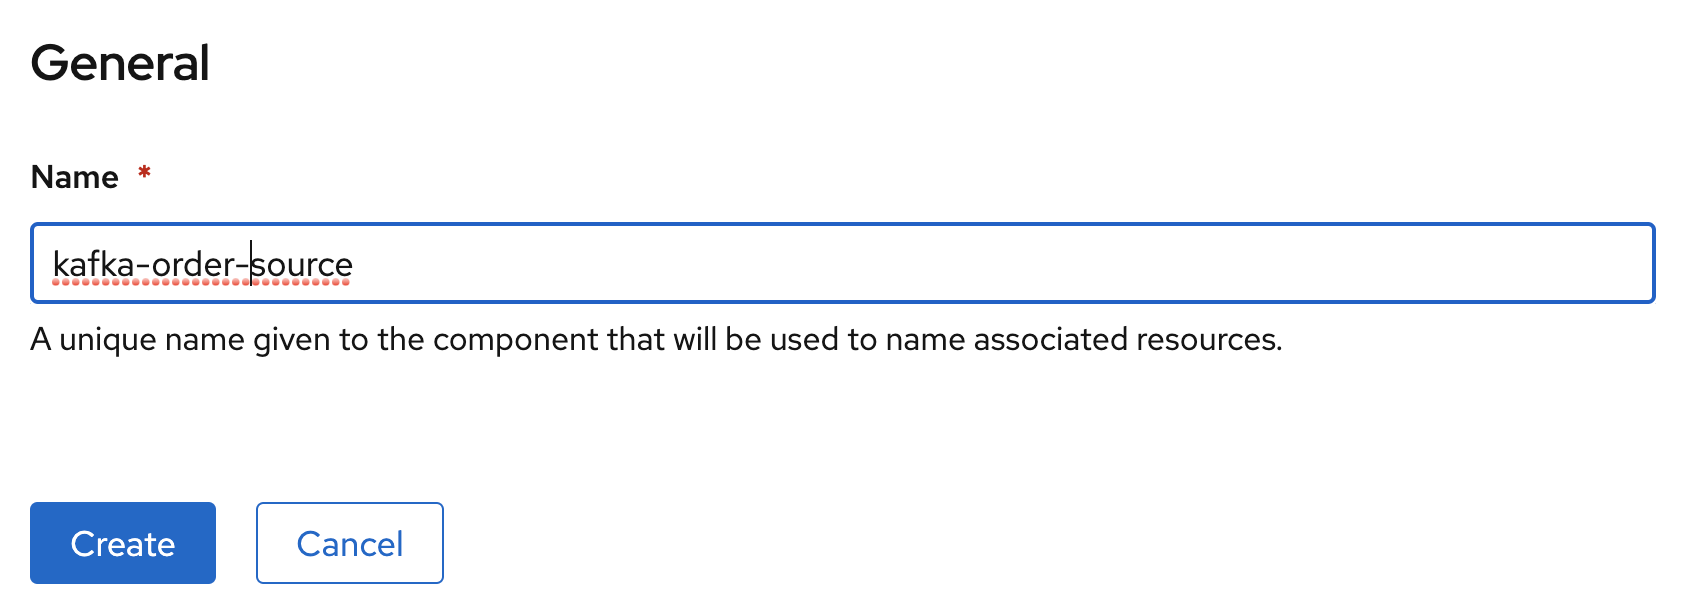 General
Name *
kafka-order-source
A unique name given to the component that will be used to name associated resources.
Create Cancel